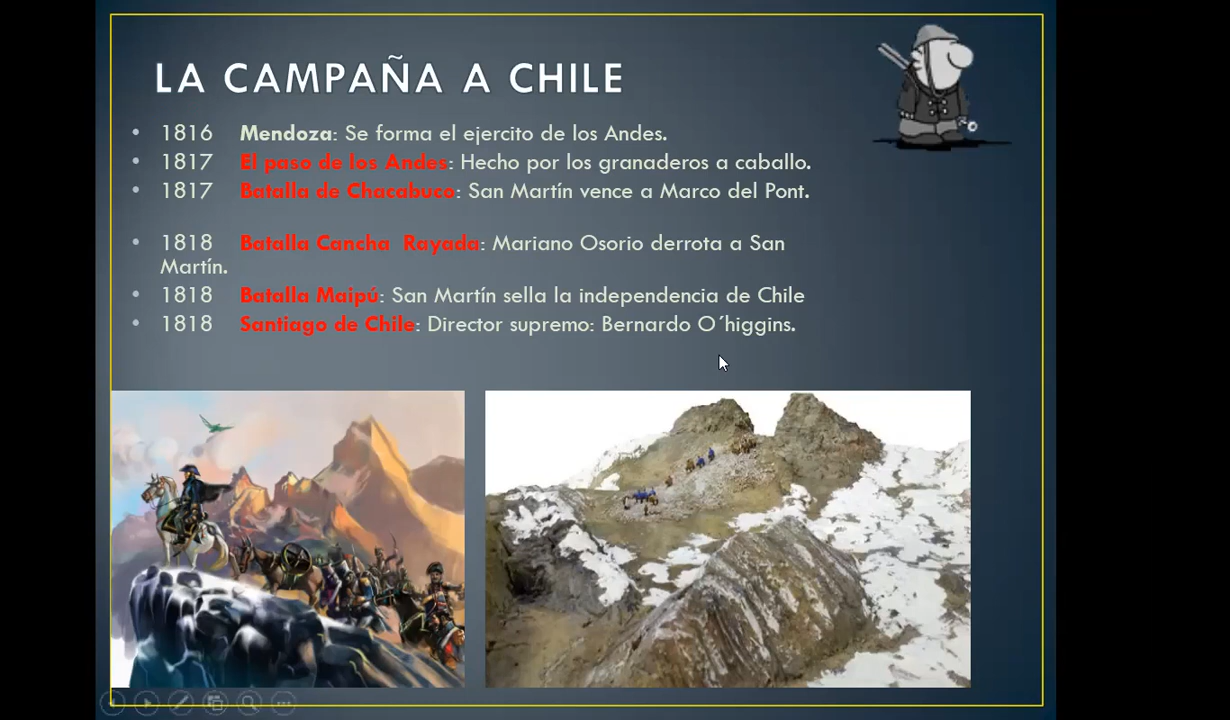 LA CAMPAÑA A CHILE
• 1816 Mendoza: Se forma el ejercito de los Andes.
• 1817 El paso de los Andes: Hecho por los granaderos a caballo.
• 1817 Batalla de Chacabuco: San Martín vence a Marco del Pont.
• 1818 Batalla Cancha Rayada: Mariano Osorio derrota a San
Martín.
• 1818 Batalla Maipú: San Martín sella la independencia de Chile
• 1818 Santiago de Chile: Director supremo: Bernardo O´higgins.